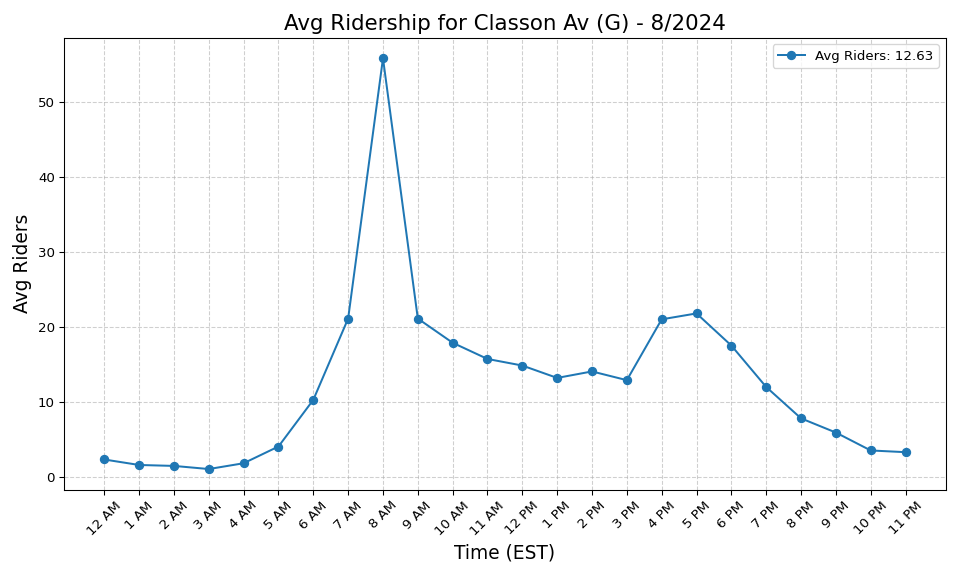 Avg Ridership for Classon Av (G) - 8/2024
Avg Riders: 12.63
Avg Riders
50
40
30
20
10
0
12 AM
1 AM
2 AM
3 AM
4 AM
5 AM
6 AM
7 AM
8 AM
9 AM
10 AM
11 AM
12 PM
1 PM
2 PM
3 PM
4 PM
5 PM
6 PM
7 PM
8 PM
9 PM
10 PM
11 PM
Time (EST)